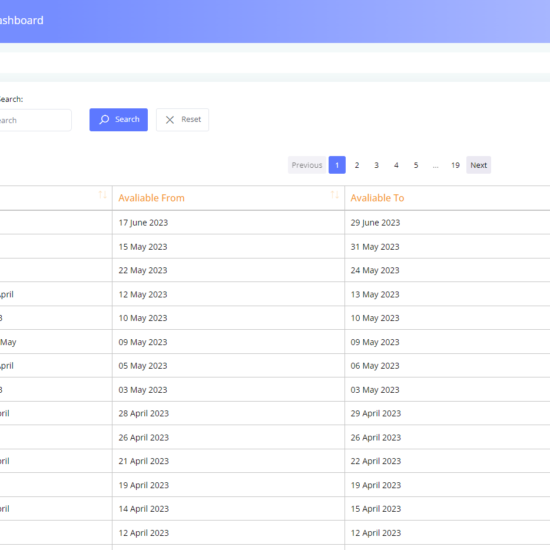 ashboard
Search:
earch
Search
Reset
Previous 1 2 3 4 5 ... 19 Next
Avaliable From Avaliable To
17 June 2023 29 June 2023
15 May 2023 31 May 2023
22 May 2023 24 May 2023
April 12 May 2023 13 May 2023
3 10 May 2023 10 May 2023
May 09 May 2023 09 May 2023
April 05 May 2023 06 May 2023
3 03 May 2023 03 May 2023
ril 28 April 2023 29 April 2023
26 April 2023 26 April 2023
ril 21 April 2023 22 April 2023
19 April 2023 19 April 2023
ril 14 April 2023 15 April 2023
12 April 2023 12 April 2023